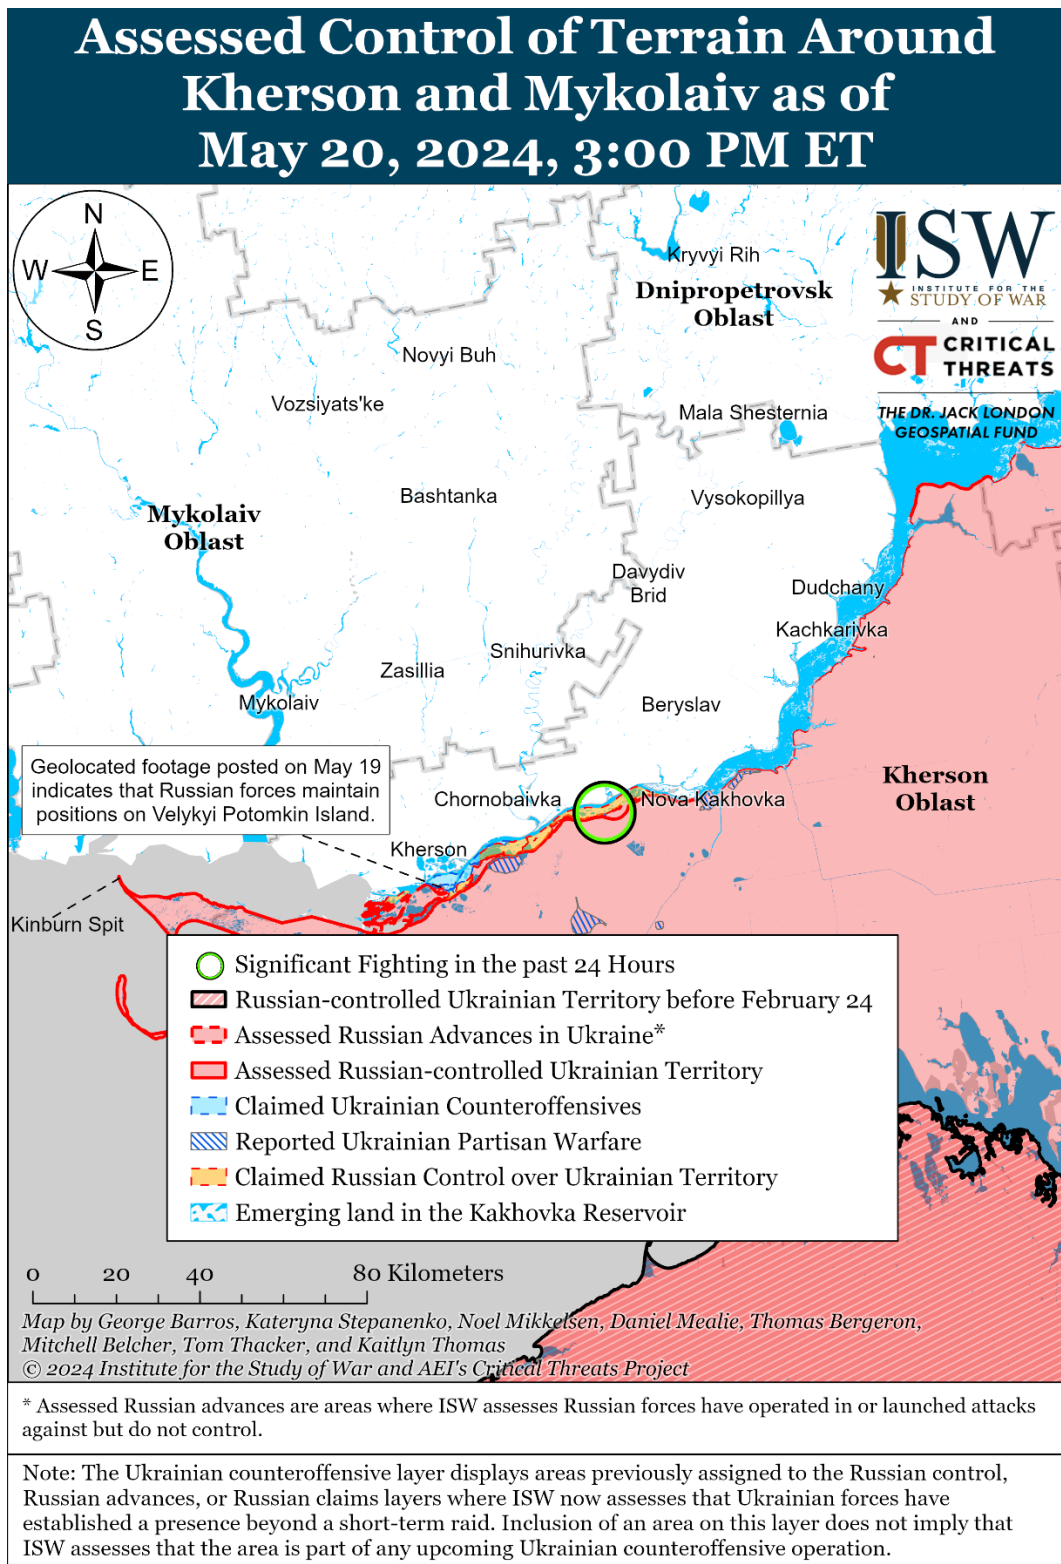 Assessed Control of Terrain Around
Kherson and Mykolaiv as of
May 20, 2024, 3:00 PM ET
N
W
E
S
ISW
INSTITUTE FOR THE
STUDY OF WAR
AND
CT CRITICAL
THREATS
THE DR. JACK LONDON
GEOSPATIAL FUND
Kryvyi Rih
Dnipropetrovsk
Oblast
Novyi Buh
Vozsiyats'ke
Mala Shesternia
Bashtanka
Vysokopillya
Mykolaiv
Oblast
Davydiv
Brid
Dudchany
Kachkarivka
Snihurivka
Zasillia
Mykolaiv
Beryslav
Geolocated footage posted on May 19
indicates that Russian forces maintain
positions on Velykyi Potomkin Island.
Kherson
Oblast
Chornobaivka
Nova Kakhovka
Kherson
Kinburn Spit
Significant Fighting in the past 24 Hours
Russian-controlled Ukrainian Territory before February 24
Assessed Russian Advances in Ukraine*
Assessed Russian-controlled Ukrainian Territory
Claimed Ukrainian Counteroffensives
Reported Ukrainian Partisan Warfare
Claimed Russian Control over Ukrainian Territory
Emerging land in the Kakhovka Reservoir
0 20 40 80 Kilometers
Map by George Barros, Kateryna Stepanenko, Noel Mikkelsen, Daniel Mealie, Thomas Bergeron,
Mitchell Belcher, Tom Thacker, and Kaitlyn Thomas
© 2024 Institute for the Study of War and AEI's Critical Threats Project
* Assessed Russian advances are areas where ISW assesses Russian forces have operated in or launched attacks
against but do not control.
Note: The Ukrainian counteroffensive layer displays areas previously assigned to the Russian control,
Russian advances, or Russian claims layers where ISW now assesses that Ukrainian forces have
established a presence beyond a short-term raid. Inclusion of an area on this layer does not imply that
ISW assesses that the area is part of any upcoming Ukrainian counteroffensive operation.